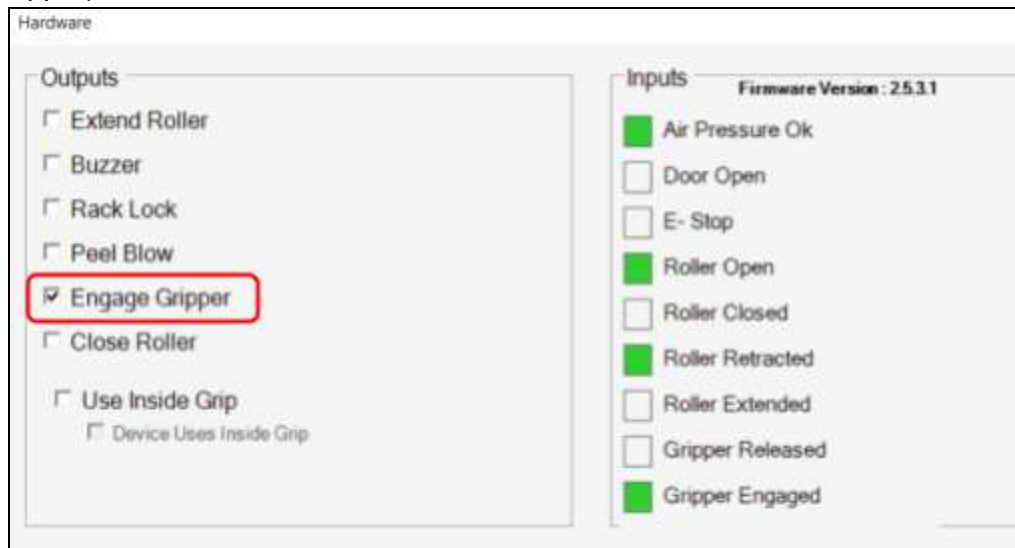 Hardware
Outputs
Extend Roller
Buzzer
Rack Lock
Peel Blow
Engage Gripper
Close Roller
Use Inside Grip
Device Uses Inside Grip
Inputs
Firmware Version : 2.5.3.1
Air Pressure Ok
Door Open
E- Stop
Roller Open
Roller Closed
Roller Retracted
Roller Extended
Gripper Released
Gripper Engaged